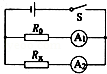 S
R₀ A₁
Rₓ A₂